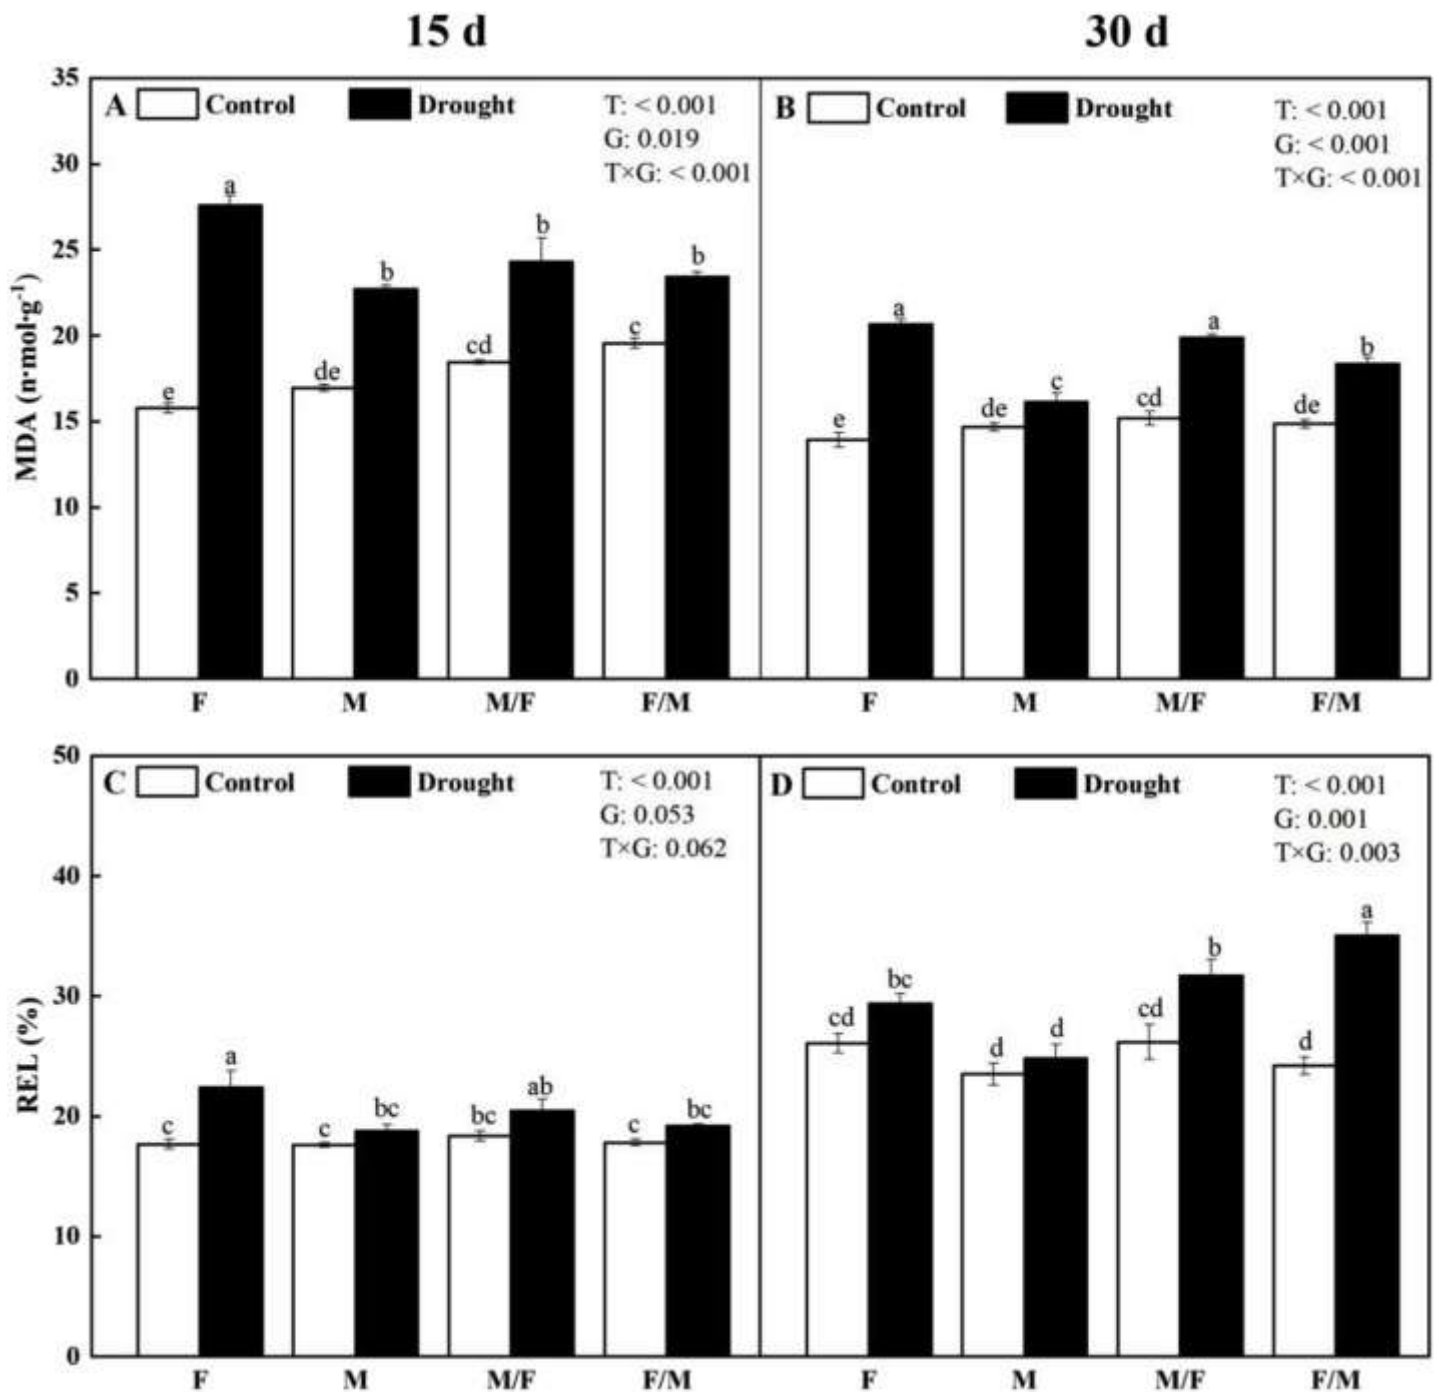 15 d
30 d
A Control Drought
T: < 0.001
G: 0.019
T×G: < 0.001
B Control Drought
T: < 0.001
G: < 0.001
T×G: < 0.001
MDA (n·mol·g⁻¹)
35
30
25
20
15
10
5
0
e a de b cd b c b
e a de c cd a de b
F M M/F F/M
F M M/F F/M
C Control Drought
T: < 0.001
G: 0.053
T×G: 0.062
D Control Drought
T: < 0.001
G: 0.001
T×G: 0.003
REL (%)
50
40
30
20
10
0
c a c bc bc ab c bc
cd bc d d cd b d a
F M M/F F/M
F M M/F F/M